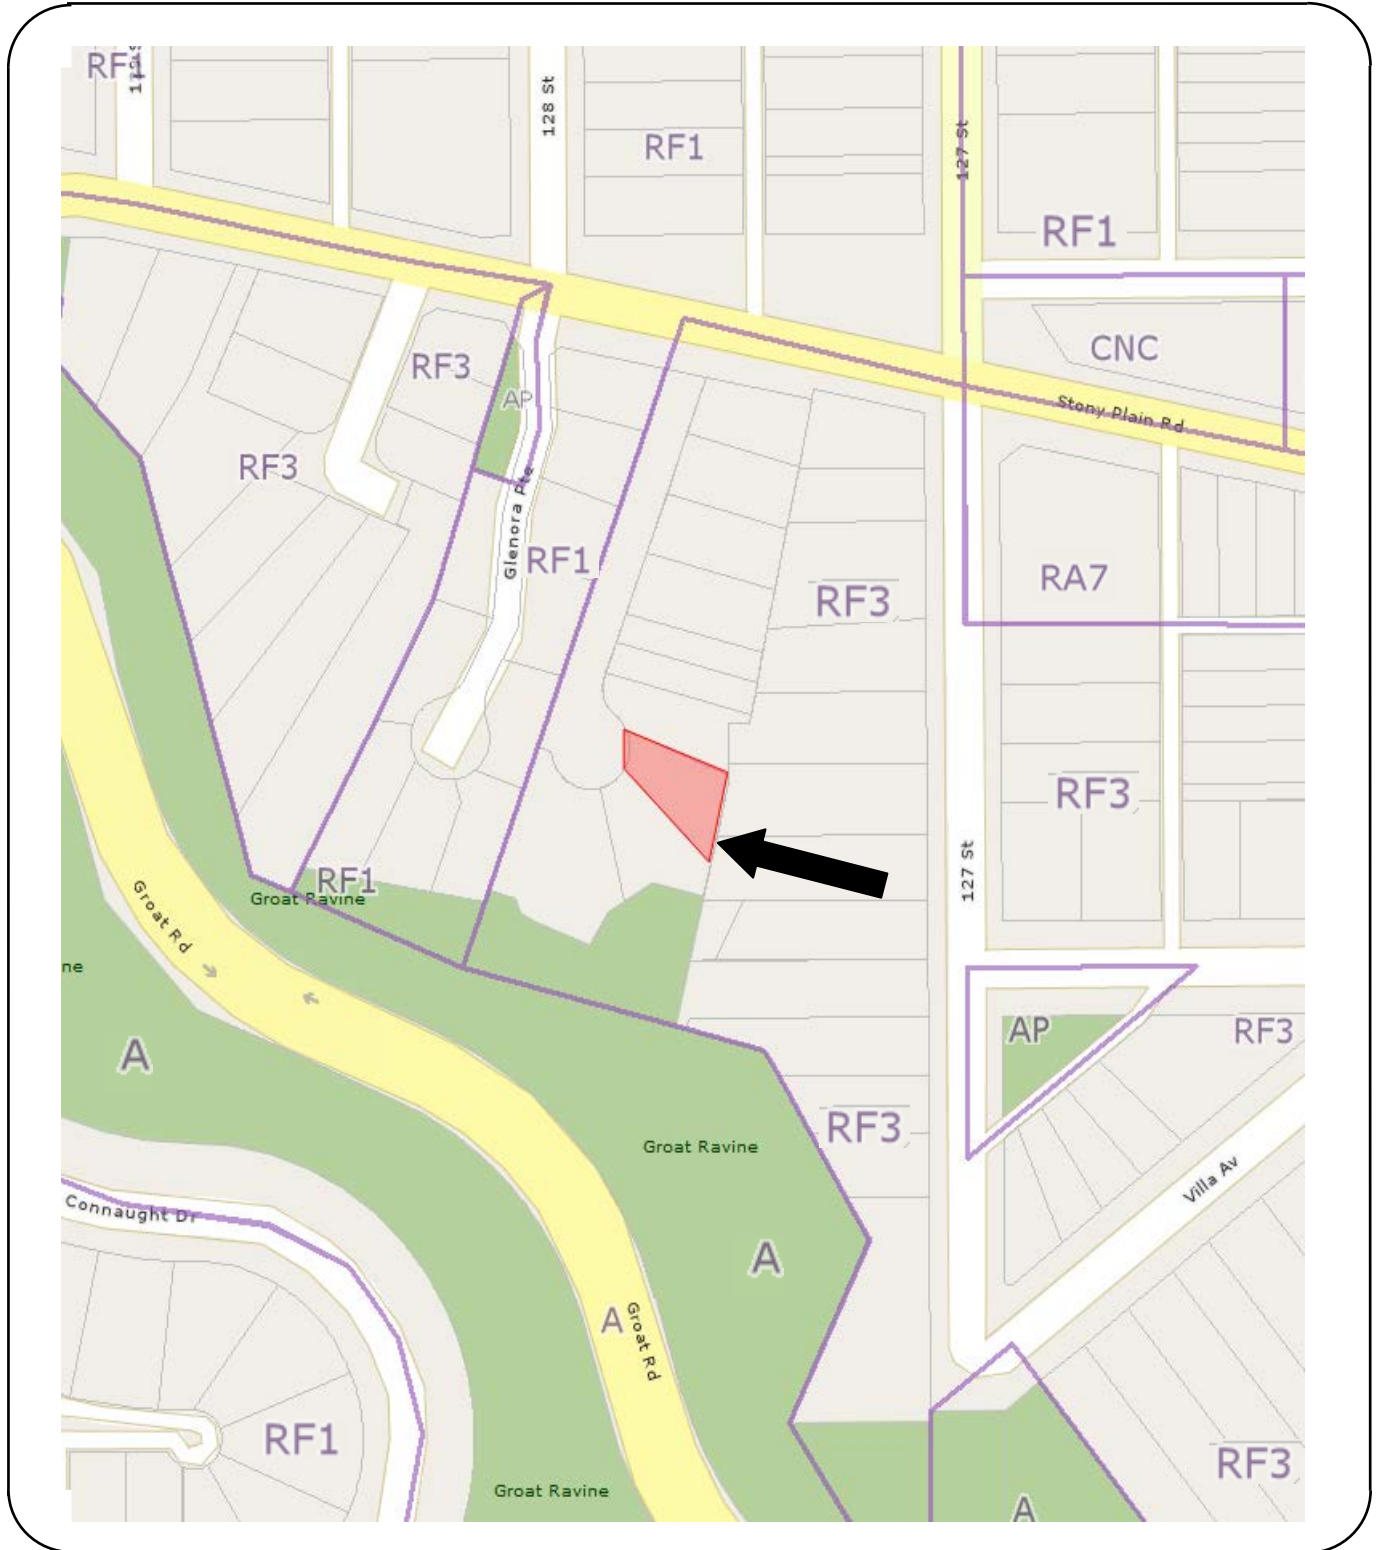 RF1
128 St
RF1
127 St
RF1
CNC
RF3
AP
Stony Plain Rd
RF3
Glenora Pte
RF1
RA7
RF3
RF3
127 St
RF1
Groat Ravine
Groat Rd
ne
A
AP
RF3
RF3
Groat Ravine
Villa Av
Connaught Dr
A
A
Groat Rd
RF1
RF3
Groat Ravine
A